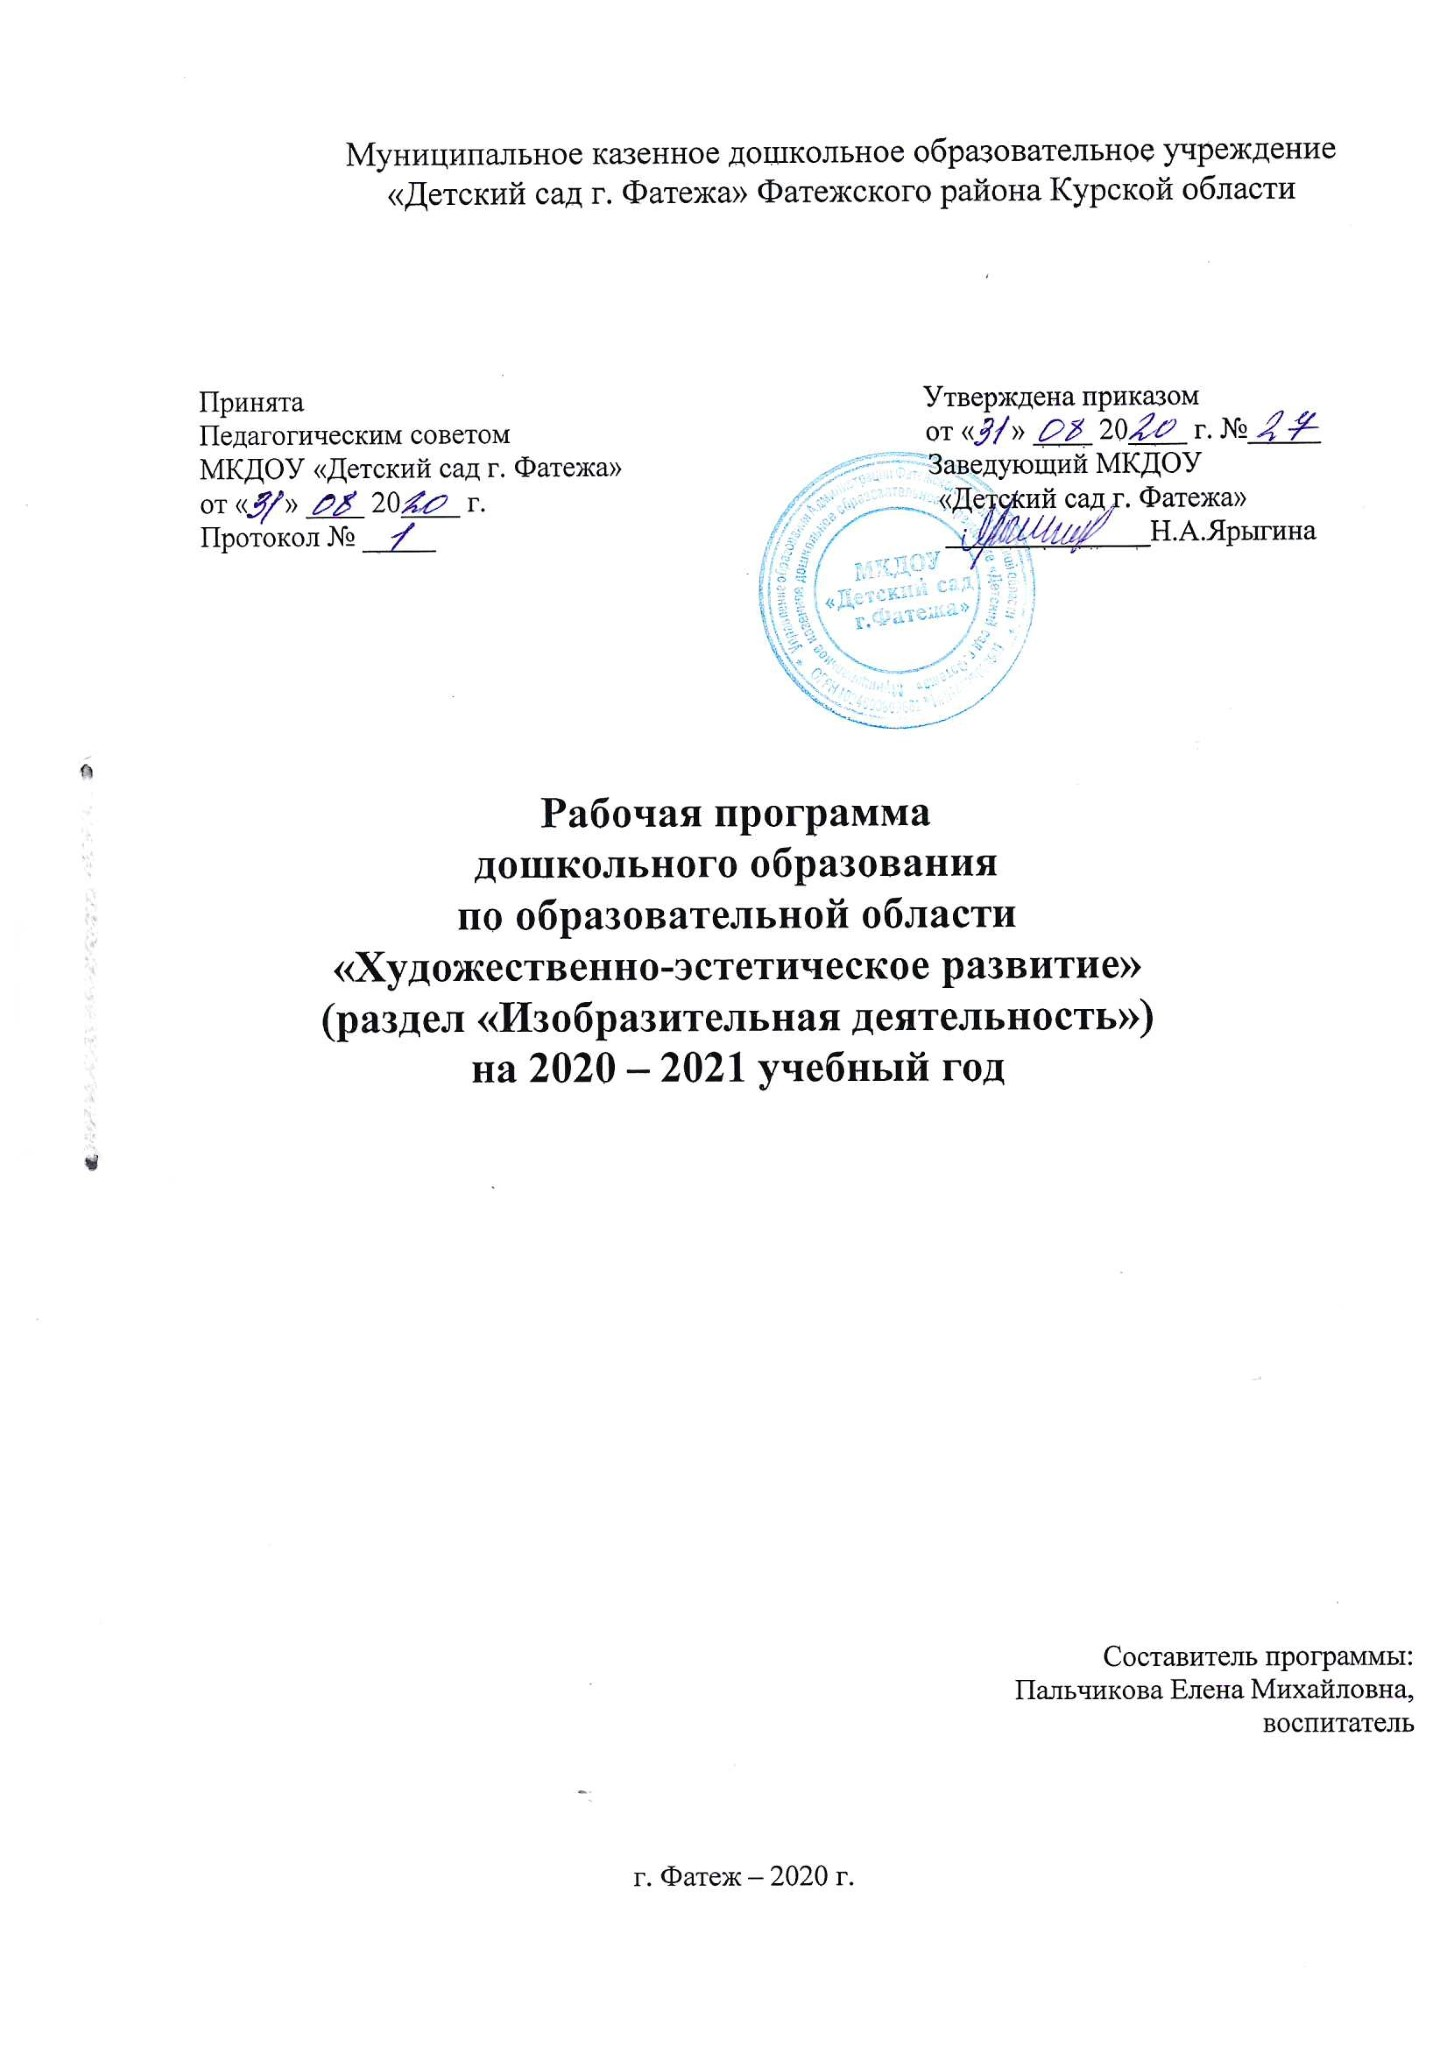 Муниципальное казенное дошкольное образовательное учреждение
«Детский сад г. Фатежа» Фатежского района Курской области
Принята
Педагогическим советом
МКДОУ «Детский сад г. Фатежа»
от «31» 08 2020 г.
Протокол № 1
Утверждена приказом
от «31» 08 2020 г. № 27
Заведующий МКДОУ
«Детский сад г. Фатежа»
Н.А.Ярыгина
МКДОУ
«Детский сад
г.Фатежа»
Рабочая программа
дошкольного образования
по образовательной области
«Художественно-эстетическое развитие»
(раздел «Изобразительная деятельность»)
на 2020 – 2021 учебный год
Составитель программы:
Пальчикова Елена Михайловна,
воспитатель
г. Фатеж – 2020 г.